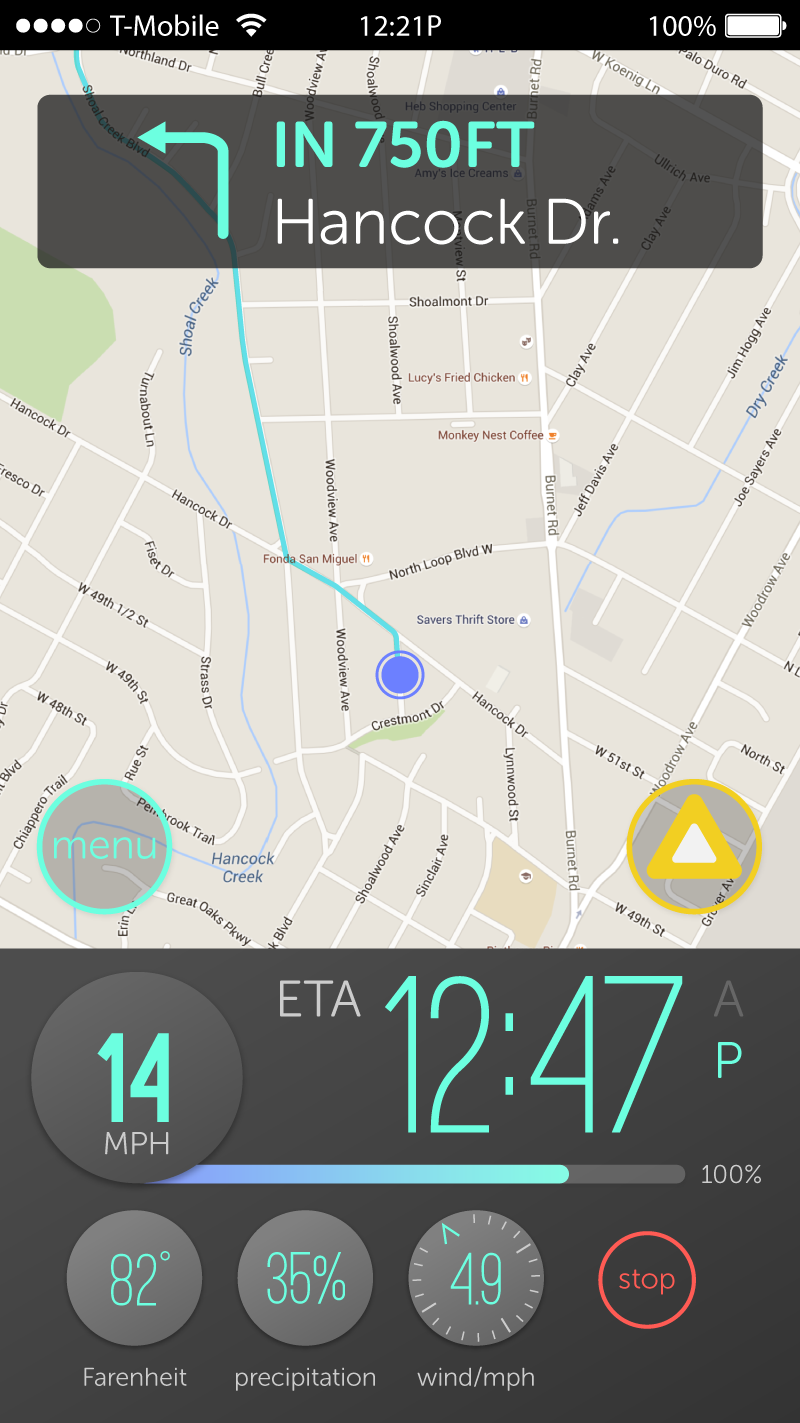 T-Mobile 12:21P 100%
Northland Dr
Bull Cree
Woodview Av
Shoalwood
Burnet Rd
W Koenig Ln
Palo Duro Rd
Shoal Creek Blvd
Heb Shopping Center
IN 750FT
Amy's Ice Creams
Ullrich Ave
Hancock Dr.
Burnet Rd
Clay Ave
Shoal Creek
Shoalmont Dr
Shoalwood Ave
Jim Hogg Ave
Clay Ave
Lucy's Fried Chicken
Dry Creek
Turnabout Ln
Hancock Dr
Monkey Nest Coffee
Fresco Dr
Hancock Dr
Woodview Ave
Burnet Rd
Jeff Davis Ave
Joe Sayers Ave
Fiset Dr
Fonda San Miguel
North Loop Blvd W
Woodrow Ave
W 49th 1/2 St
Savers Thrift Store
W 49th St
Strass Dr
Woodview Ave
N L
W 48th St
Crestmont Dr
Hancock Dr
Rue St
Lynnwood St
W 51st St
Woodrow Ave
North St
Blvd
Chiappero Trail
menu
Pembrook Trail
Hancock
Creek
Shoalwood Ave
Sinclair Ave
Burnet Rd
Great Oaks Pkwy
Erin L
k Blvd
W 49th St
Grover Av
ETA 12:47 A
P
14
MPH
100%
82° 35% 4.9 stop
Farenheit precipitation wind/mph